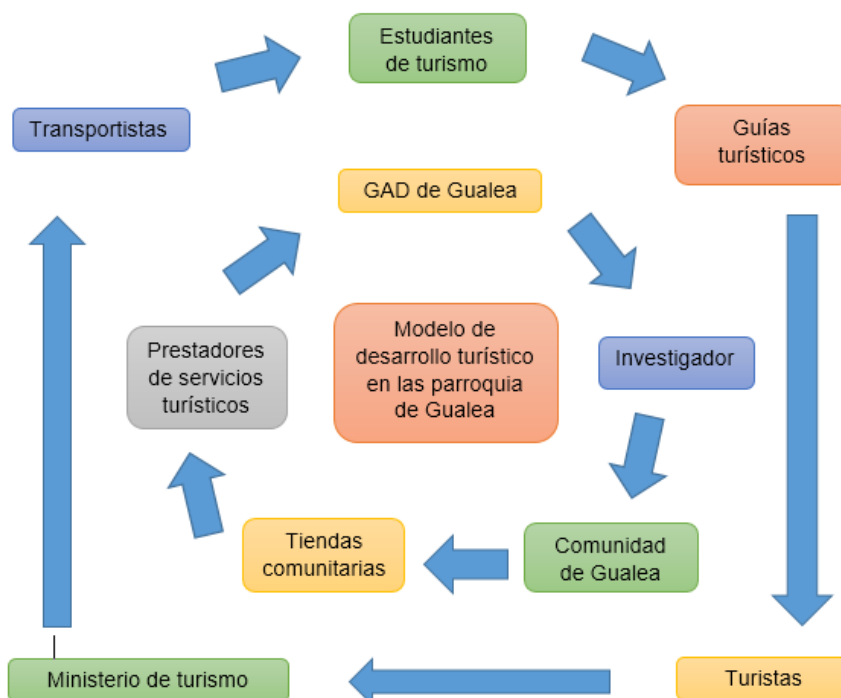 Estudiantes
de turismo
Transportistas
Guías
turísticos
GAD de Gualea
Prestadores
de servicios
turísticos
Modelo de
desarrollo turístico
en las parroquia
de Gualea
Investigador
Tiendas
comunitarias
Comunidad
de Gualea
Ministerio de turismo
Turistas